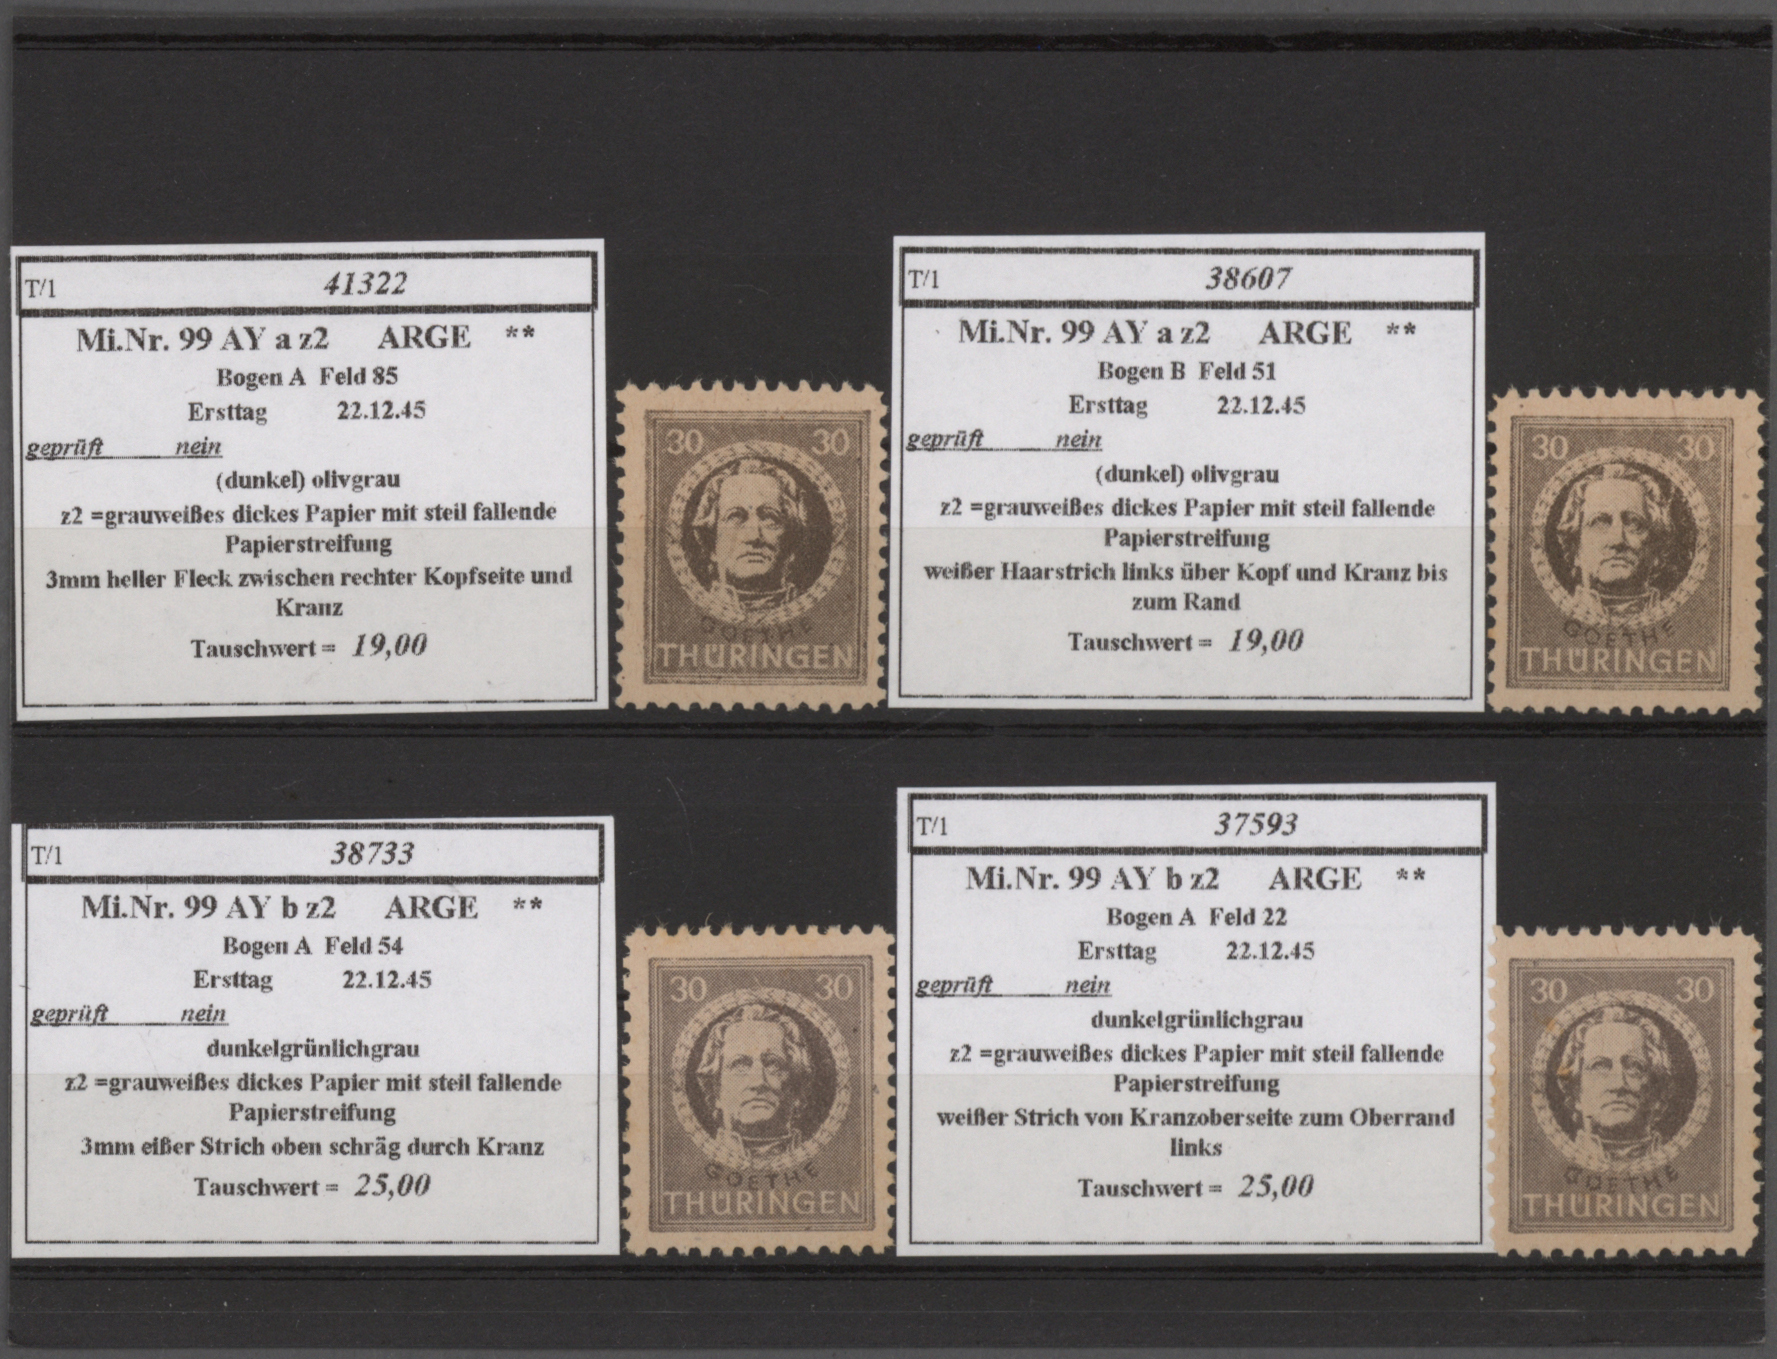 T/1 41322
Mi.Nr. 99 AY a z2 ARGE **
Bogen A Feld 85
Ersttag 22.12.45
geprüft nein
(dunkel) olivgrau
z2 =grauweißes dickes Papier mit steil fallende
Papierstreifung
3mm heller Fleck zwischen rechter Kopfseite und
Kranz
Tauschwert = 19,00
30 30
GOETHE
THÜRINGEN
T/1 38607
Mi.Nr. 99 AY a z2 ARGE **
Bogen B Feld 51
Ersttag 22.12.45
geprüft nein
(dunkel) olivgrau
z2 =grauweißes dickes Papier mit steil fallende
Papierstreifung
weißer Haarstrich links über Kopf und Kranz bis
zum Rand
Tauschwert = 19,00
30 30
GOETHE
THÜRINGEN
T/1 38733
Mi.Nr. 99 AY b z2 ARGE **
Bogen A Feld 54
Ersttag 22.12.45
geprüft nein
dunkelgrünlichgrau
z2 =grauweißes dickes Papier mit steil fallende
Papierstreifung
3mm eißer Strich oben schräg durch Kranz
Tauschwert = 25,00
30 30
GOETHE
THÜRINGEN
T/1 37593
Mi.Nr. 99 AY b z2 ARGE **
Bogen A Feld 22
Ersttag 22.12.45
geprüft nein
dunkelgrünlichgrau
z2 =grauweißes dickes Papier mit steil fallende
Papierstreifung
weißer Strich von Kranzoberseite zum Oberrand
links
Tauschwert = 25,00
30 30
GOETHE
THÜRINGEN